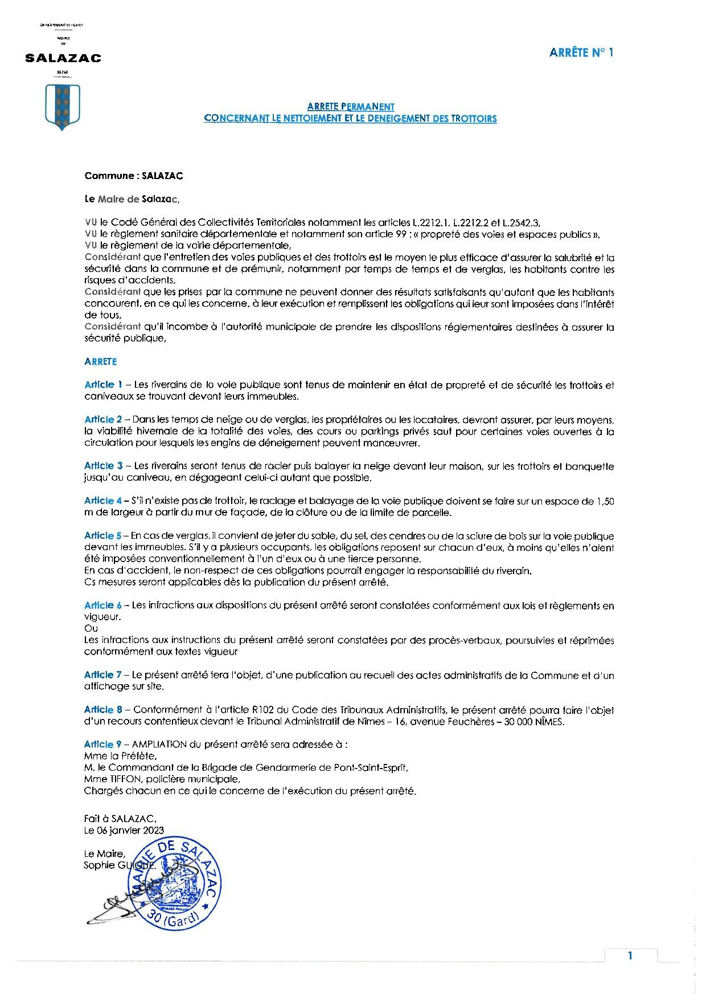 DEPARTEMENT DU GARD
MAIRIE
de
SALAZAC
30760
ARRÊTE N° 1
ARRETE PERMANENT
CONCERNANT LE NETTOIEMENT ET LE DENEIGEMENT DES TROTTOIRS
Commune : SALAZAC
Le Maire de Salazac,
VU le Codé Général des Collectivités Territoriales notamment les articles L.2212.1, L.2212.2 et L.2542.3,
VU le règlement sanitaire départementale et notamment son article 99 : « propreté des voies et espaces publics »,
VU le règlement de la voirie départementale,
Considérant que l'entretien des voies publiques et des trottoirs est le moyen le plus efficace d'assurer la salubrité et la
sécurité dans la commune et de prémunir, notamment par temps de temps et de verglas, les habitants contre les
risques d'accidents,
Considérant que les prises par la commune ne peuvent donner des résultats satisfaisants qu'autant que les habitants
concourent, en ce qui les concerne, à leur exécution et remplissent les obligations qui leur sont imposées dans l'intérêt
de tous,
Considérant qu'il incombe à l'autorité municipale de prendre les dispositions réglementaires destinées à assurer la
sécurité publique,
ARRETE
Article 1 – Les riverains de la voie publique sont tenus de maintenir en état de propreté et de sécurité les trottoirs et
caniveaux se trouvant devant leurs immeubles.
Article 2 – Dans les temps de neige ou de verglas, les propriétaires ou les locataires, devront assurer, par leurs moyens,
la viabilité hivernale de la totalité des voies, des cours ou parkings privés sauf pour certaines voies ouvertes à la
circulation pour lesquels les engins de déneigement peuvent manœuvrer.
Article 3 – Les riverains seront tenus de racler puis balayer la neige devant leur maison, sur les trottoirs et banquette
jusqu'au caniveau, en dégageant celui-ci autant que possible.
Article 4 – S'il n'existe pas de trottoir, le raclage et balayage de la voie publique doivent se faire sur un espace de 1,50
m de largeur à partir du mur de façade, de la clôture ou de la limite de parcelle.
Article 5 – En cas de verglas, il convient de jeter du sable, du sel, des cendres ou de la sciure de bois sur la voie publique
devant les immeubles. S'il y a plusieurs occupants, les obligations reposent sur chacun d'eux, à moins qu'elles n'aient
été imposées conventionnellement à l'un d'eux ou à une tierce personne.
En cas d'accident, le non-respect de ces obligations pourrait engager la responsabilité du riverain.
Cs mesures seront applicables dès la publication du présent arrêté.
Article 6 – Les infractions aux dispositions du présent arrêté seront constatées conformément aux lois et règlements en
vigueur.
Ou
Les infractions aux instructions du présent arrêté seront constatées par des procès-verbaux, poursuivies et réprimées
conformément aux textes vigueur
Article 7 – Le présent arrêté fera l'objet, d'une publication au recueil des actes administratifs de la Commune et d'un
affichage sur site.
Article 8 – Conformément à l'article R102 du Code des Tribunaux Administratifs, le présent arrêté pourra faire l'objet
d'un recours contentieux devant le Tribunal Administratif de Nîmes – 16, avenue Feuchères – 30 000 NÎMES.
Article 9 – AMPLIATION du présent arrêté sera adressée à :
Mme la Préfète,
M. le Commandant de la Brigade de Gendarmerie de Pont-Saint-Esprit,
Mme TIFFON, policière municipale,
Chargés chacun en ce qui le concerne de l'exécution du présent arrêté.
Fait à SALAZAC,
Le 06 janvier 2023
Le Maire,
Sophie GUIGUE.
MAIRIE DE SALAZAC
30 (Gard)
1